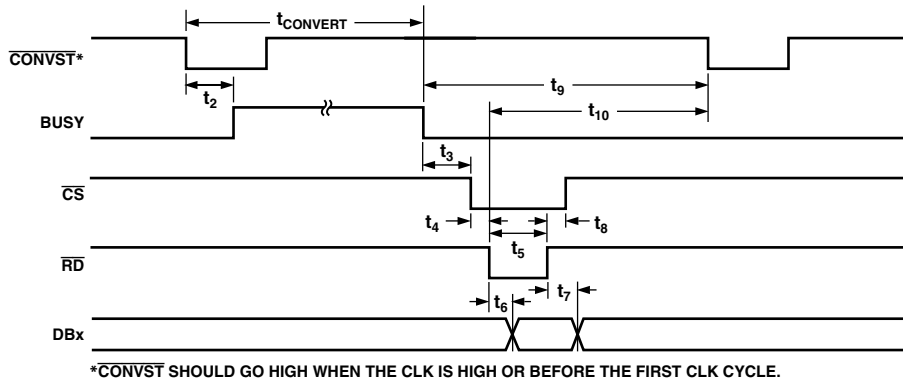 tCONVERT
CONVST*
t2
t9
t10
BUSY
t3
CS
t4
t8
t5
RD
t6
t7
DBx
*CONVST SHOULD GO HIGH WHEN THE CLK IS HIGH OR BEFORE THE FIRST CLK CYCLE.